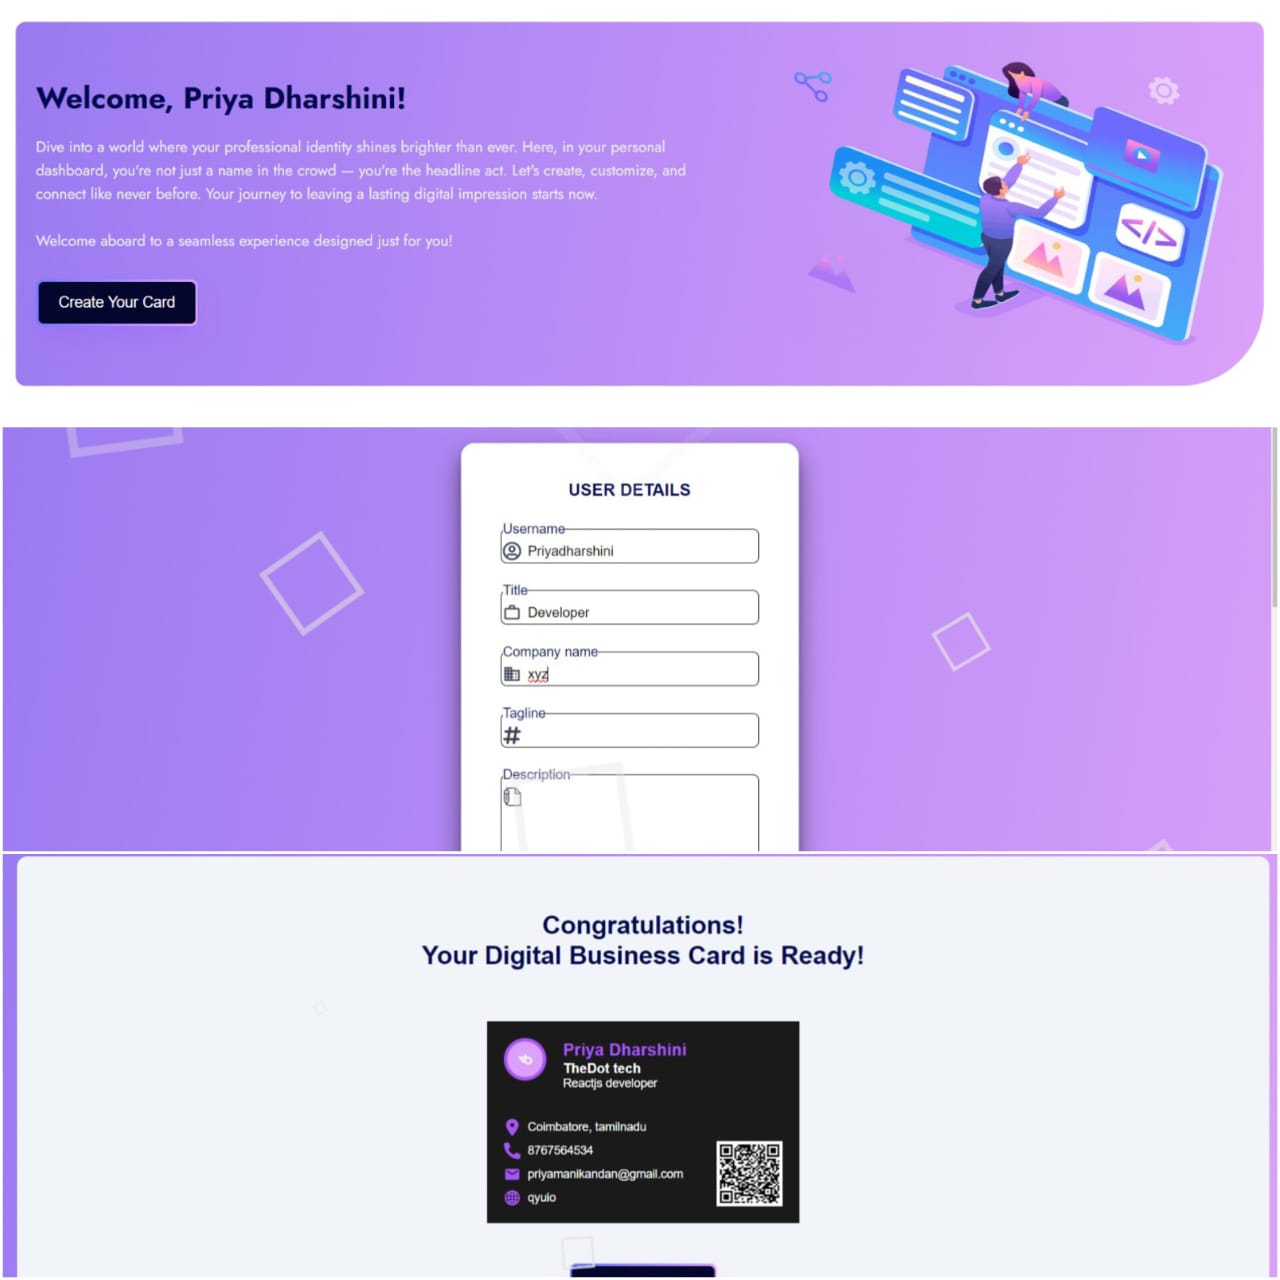 Welcome, Priya Dharshini!
Dive into a world where your professional identity shines brighter than ever. Here, in your personal
dashboard, you're not just a name in the crowd — you're the headline act. Let's create, customize, and
connect like never before. Your journey to leaving a lasting digital impression starts now.
Welcome aboard to a seamless experience designed just for you!
Create Your Card
</>
USER DETAILS
Username
Priyadharshini
Title
Developer
Company name
xyz
Tagline
#
Description
Congratulations!
Your Digital Business Card is Ready!
Priya Dharshini
TheDot tech
Reactjs developer
Coimbatore, tamilnadu
8767564534
priyamanikandan@gmail.com
qyuio